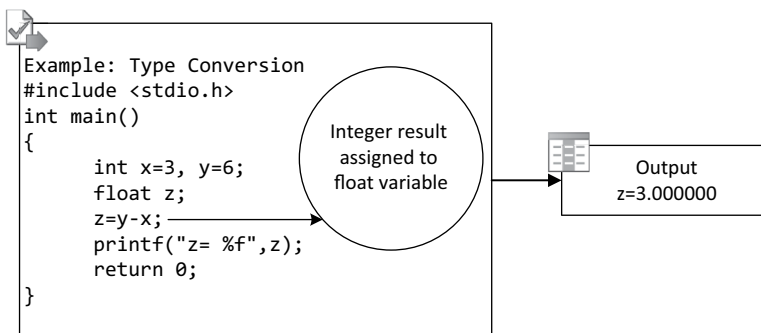 Example: Type Conversion
#include <stdio.h>
int main()
{
int x=3, y=6;
float z;
z=y-x;
printf("z= %f",z);
return 0;
}
Integer result
assigned to
float variable
Output
z=3.000000